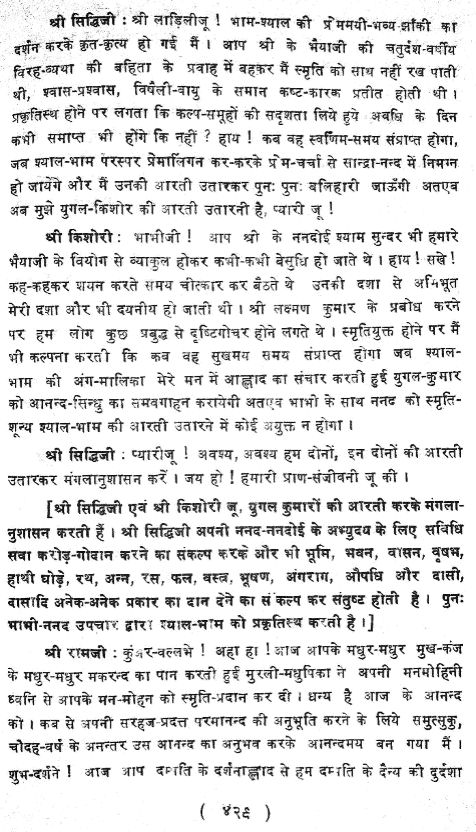 श्री सिद्धिजी : श्री लाड़िलीजू ! भाम-श्याल की प्रेममयी-भव्य-झाँकी का
दर्शन करके कृत-कृत्य हो गई मैं । आप श्री के भैयाजी की चतुर्दश-वर्षीय
विरह-व्यथा की बहिता के प्रवाह में बहकर मैं स्मृति को साथ नहीं रख पाती
थी, श्वास-प्रश्वास, विषैली-वायु के समान कष्ट-कारक प्रतीत होती थी ।
प्रकृतिस्थ होने पर लगता कि कल्प-समूहों की सदृशता लिये हुये अवधि के दिन
कभी समाप्त भी होंगे कि नहीं ? हाय ! कब वह स्वर्णिम-समय संप्राप्त होगा,
जब श्याल-भाम परस्पर प्रेमालिंगन कर-करके प्रेम-चर्चा से सान्द्रा-नन्द में निमग्न
हो जायेंगे और मैं उनकी आरती उतारकर पुनः पुनः बलिहारी जाऊँगी अतएव
अब मुझे युगल-किशोर की आरती उतारनी है, प्यारी जू !
श्री किशोरी : भाभीजी ! आप श्री के ननदोई श्याम सुन्दर भी हमारे
भैयाजी के वियोग से व्याकुल होकर कभी-कभी बेसुधि हो जाते थे । हाय ! सखे !
कह-कहकर शयन करते समय चीत्कार कर बैठते थे उनकी दशा से अभिभूत
मेरी दशा और भी दयनीय हो जाती थी । श्री लक्ष्मण कुमार के प्रबोध करने
पर हम लोग कुछ प्रबुद्ध से दृष्टिगोचर होने लगते थे । स्मृतियुक्त होने पर मैं
भी कल्पना करती कि कब वह सुखमय समय संप्राप्त होगा जब श्याल-
भाम की अंग-मालिका मेरे मन में आह्लाद का संचार करती हुई युगल-कुमार
को आनन्द-सिन्धु का समवगाहन करायेगी अतएव भाभी के साथ ननद को स्मृति-
शून्य श्याल-भाम की आरती उतारने में कोई अयुक्त न होगा ।
श्री सिद्धिजी : प्यारीजू ! अवश्य, अवश्य हम दोनों, इन दोनों की आरती
उतारकर मंगलानुशासन करें । जय हो ! हमारी प्राण-संजीवनी जू की ।
[श्री सिद्धिजी एवं श्री किशोरी जू, युगल कुमारों की आरती करके मंगला-
नुशासन करती हैं । श्री सिद्धिजी अपनी ननद-ननदोई के अभ्युदय के लिए सविधि
सवा करोड़-गोदान करने का संकल्प करके और भी भूमि, भवन, वासन, वृषभ,
हाथी घोड़े, रथ, अन्न, रस, फल, वस्त्र, भूषण, अंगराग, औषधि और दासी,
दासादि अनेक-अनेक प्रकार का दान देने का संकल्प कर संतुष्ट होती है । पुनः
भाभी-ननद उपचार द्वारा श्याल-भाम को प्रकृतिस्थ करती है ।]
श्री रामजी : कुंअर-वल्लभे ! अहा हा ! आज आपके मधुर-मधुर मुख-कंज
के मधुर-मधुर मकरन्द का पान करती हुई मुरली-मधुपिका ने अपनी मनमोहिनी
ध्वनि से आपके मन-मोहन को स्मृति-प्रदान कर दी । धन्य है आज के आनन्द
को । कब से अपनी सरहज-प्रदत्त परमानन्द की अनुभूति करने के लिये समुत्सुक,
चौदह-वर्ष के अनन्तर उस आनन्द का अनुभव करके आनन्दमय बन गया मैं ।
शुभ-दर्शने ! आज आप दम्पति के दर्शनाह्लाद से हम दम्पति के दैन्य की दुर्दशा
( ४२९ )